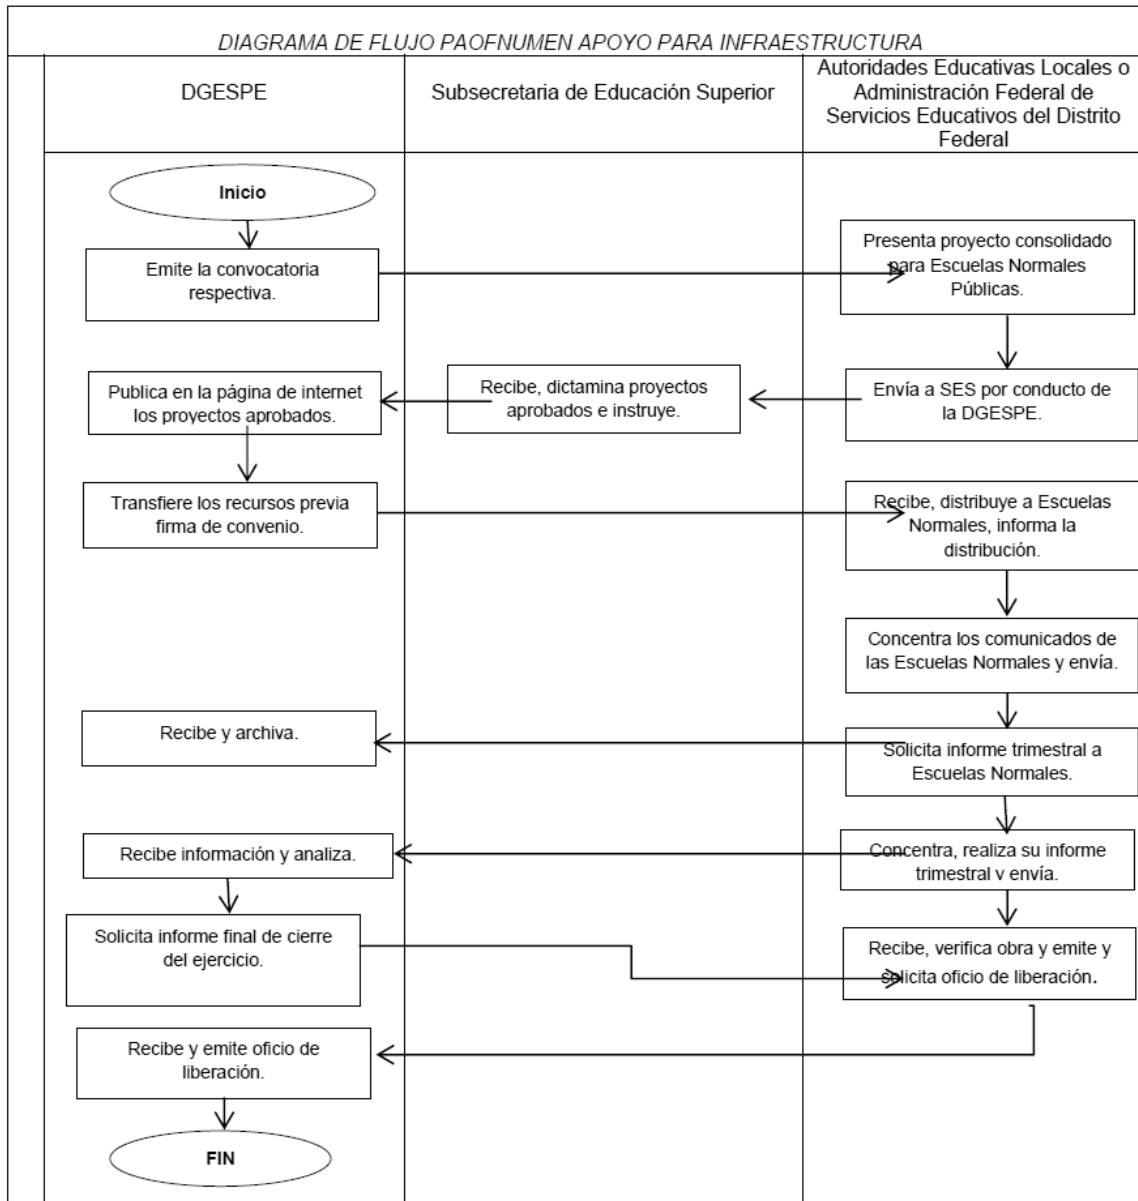 DIAGRAMA DE FLUJO PAOFNUMEN APOYO PARA INFRAESTRUCTURA
DGESPE
Subsecretaria de Educación Superior
Autoridades Educativas Locales o
Administración Federal de
Servicios Educativos del Distrito
Federal
Inicio
Emite la convocatoria
respectiva.
Presenta proyecto consolidado
para Escuelas Normales
Públicas.
Publica en la página de internet
los proyectos aprobados.
Recibe, dictamina proyectos
aprobados e instruye.
Envía a SES por conducto de
la DGESPE.
Transfiere los recursos previa
firma de convenio.
Recibe, distribuye a Escuelas
Normales, informa la
distribución.
Concentra los comunicados de
las Escuelas Normales y envía.
Recibe y archiva.
Solicita informe trimestral a
Escuelas Normales.
Recibe información y analiza.
Concentra, realiza su informe
trimestral y envía.
Solicita informe final de cierre
del ejercicio.
Recibe, verifica obra y emite y
solicita oficio de liberación.
Recibe y emite oficio de
liberación.
FIN